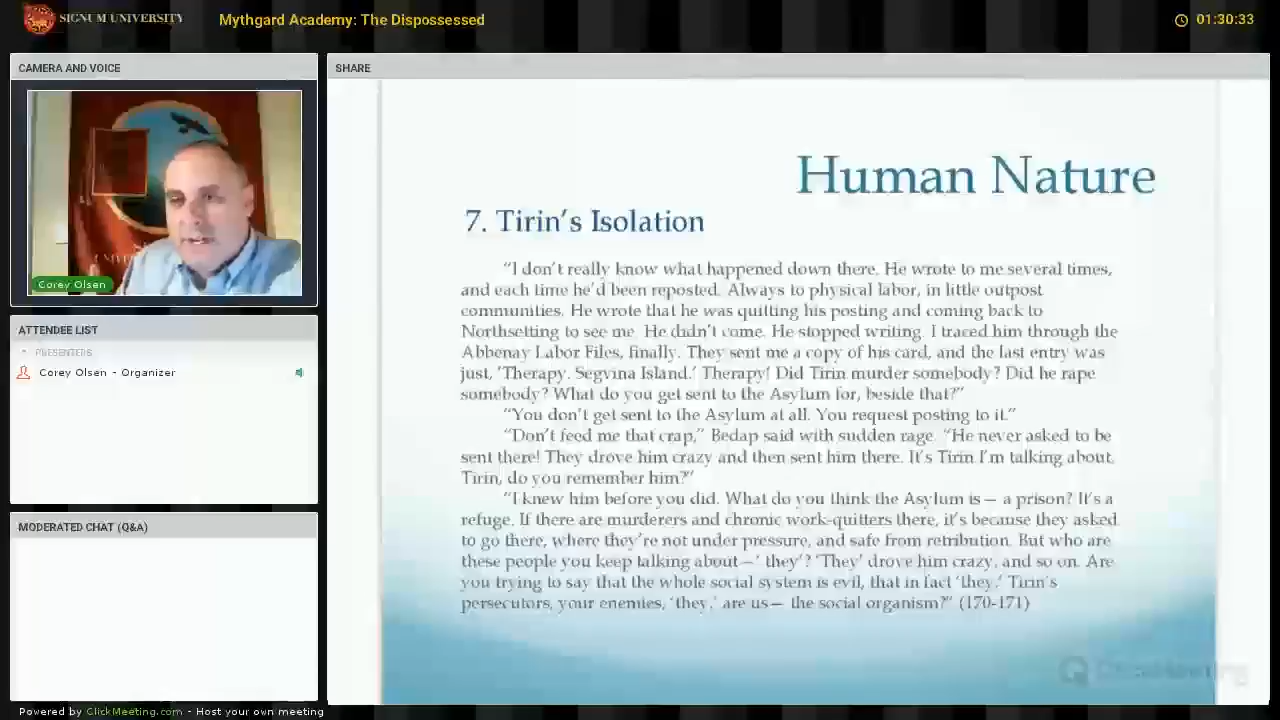 SIGNUM UNIVERSITY
Mythgard Academy: The Dispossessed
01:30:33
CAMERA AND VOICE
Corey Olsen
ATTENDEE LIST
PRESENTERS
Corey Olsen - Organizer
MODERATED CHAT (Q&A)
SHARE
Human Nature
7. Tirin's Isolation
"I don't really know what happened down there. He wrote to me several times,
and each time he'd been reposted. Always to physical labor, in little outpost
communities. He wrote that he was quitting his posting and coming back to
Northsetting to see me. He didn't come. He stopped writing. I traced him through the
Abbenay Labor Files, finally. They sent me a copy of his card, and the last entry was
just, 'Therapy. Segvina Island.' Therapy! Did Tirin murder somebody? Did he rape
somebody? What do you get sent to the Asylum for, beside that?"
"You don't get sent to the Asylum at all. You request posting to it."
"Don't feed me that crap," Bedap said with sudden rage. "He never asked to be
sent there! They drove him crazy and then sent him there. It's Tirin I'm talking about,
Tirin, do you remember him?"
"I knew him before you did. What do you think the Asylum is— a prison? It's a
refuge. If there are murderers and chronic work-quitters there, it's because they asked
to go there, where they're not under pressure, and safe from retribution. But who are
these people you keep talking about—' they'? 'They' drove him crazy, and so on. Are
you trying to say that the whole social system is evil, that in fact 'they,' Tirin's
persecutors, your enemies, 'they,' are us— the social organism?" (170-171)
ClickMeeting
Powered by ClickMeeting.com - Host your own meeting